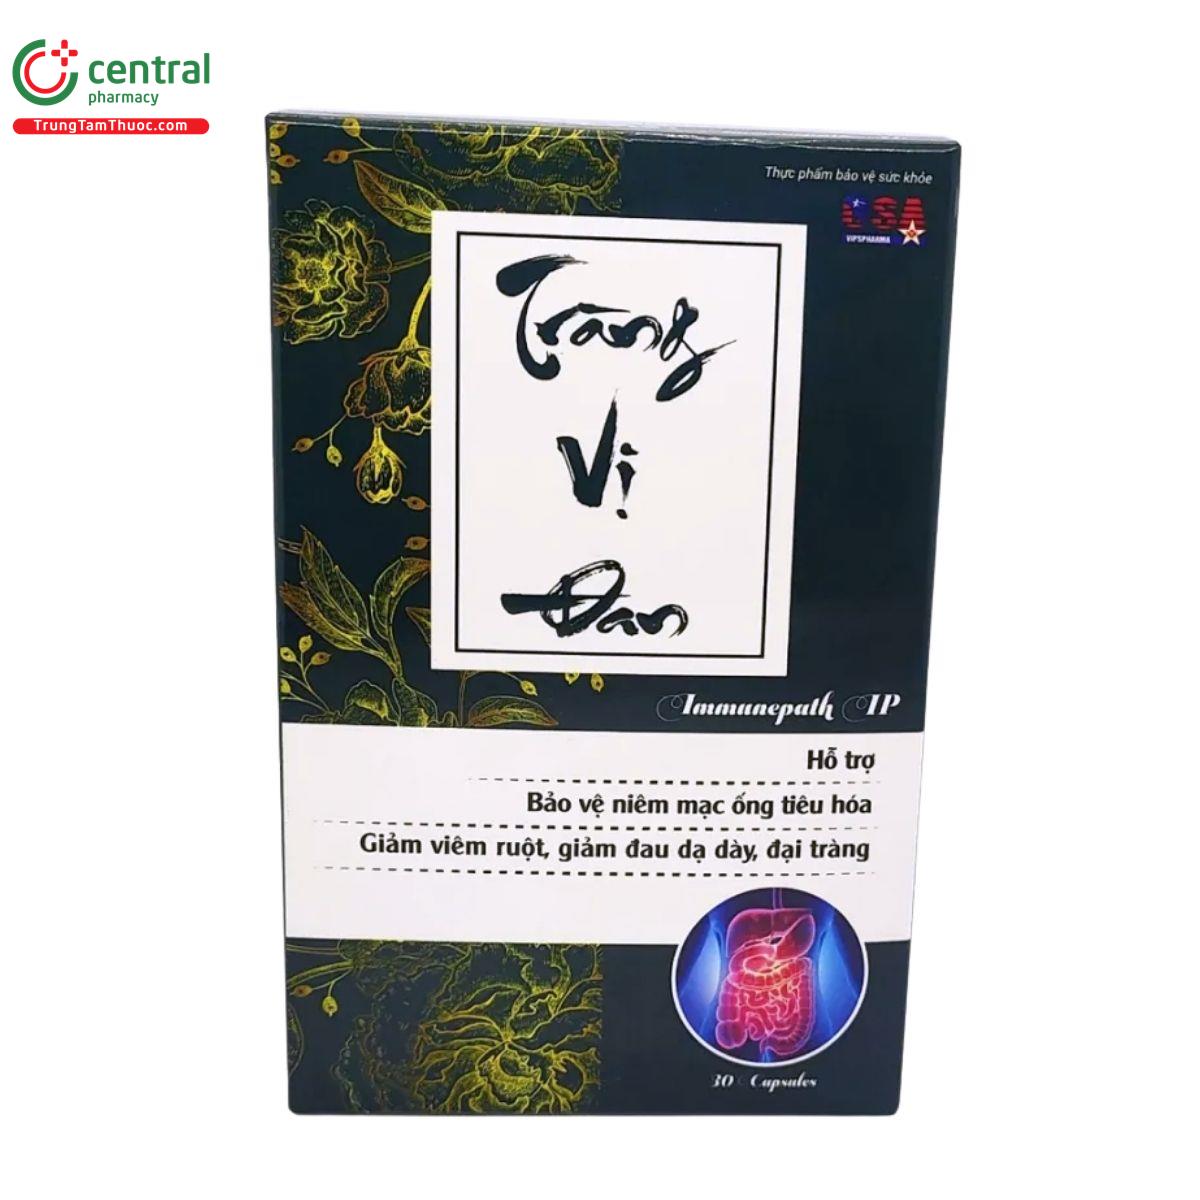 central
pharmacy
TrungTamThuoc.com
Thực phẩm bảo vệ sức khỏe
USA
VIPSPHARMA
Tràng
Vị
Đan
Immunepath IP
Hỗ trợ
Bảo vệ niêm mạc ống tiêu hóa
Giảm viêm ruột, giảm đau dạ dày, đại tràng
30 Capsules